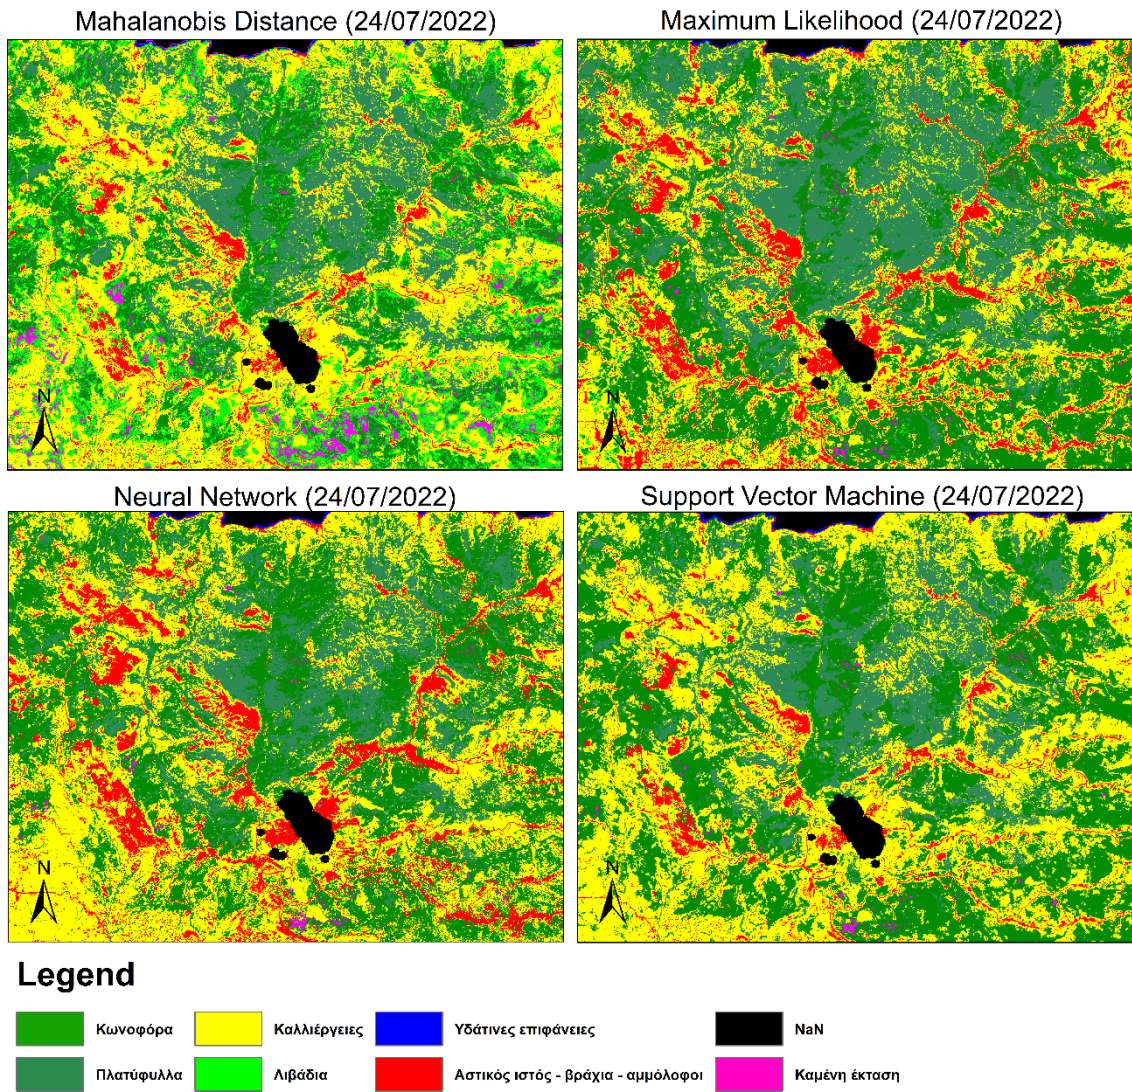 Mahalanobis Distance (24/07/2022)
Maximum Likelihood (24/07/2022)
N
N
Neural Network (24/07/2022)
Support Vector Machine (24/07/2022)
N
N
Legend
Κωνοφόρα
Καλλιέργειες
Υδάτινες επιφάνειες
NaN
Πλατύφυλλα
Λιβάδια
Αστικός ιστός - βράχια - αμμόλοφοι
Καμένη έκταση